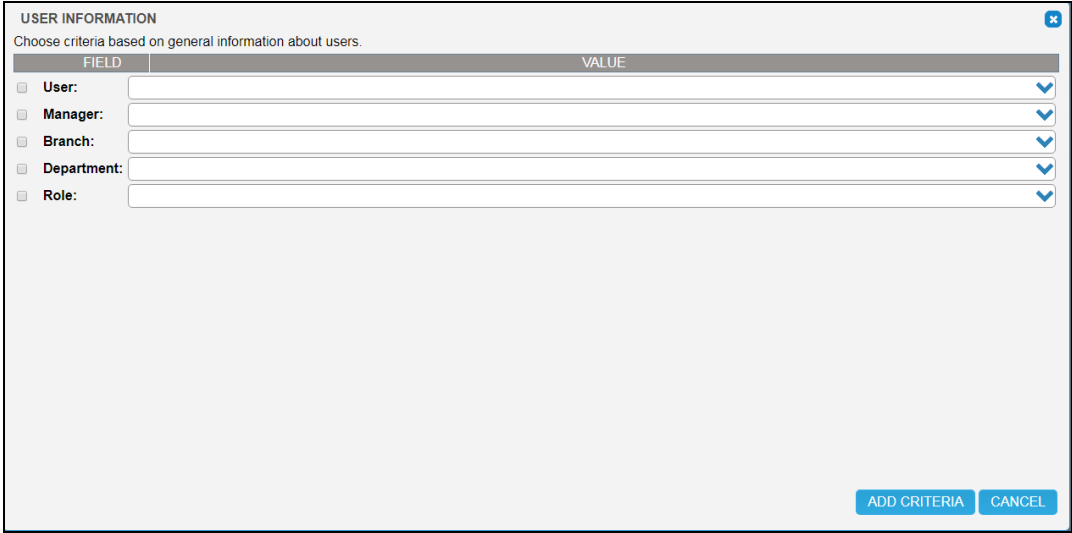 USER INFORMATION
Choose criteria based on general information about users.
FIELD VALUE
User:
Manager:
Branch:
Department:
Role:
ADD CRITERIA CANCEL